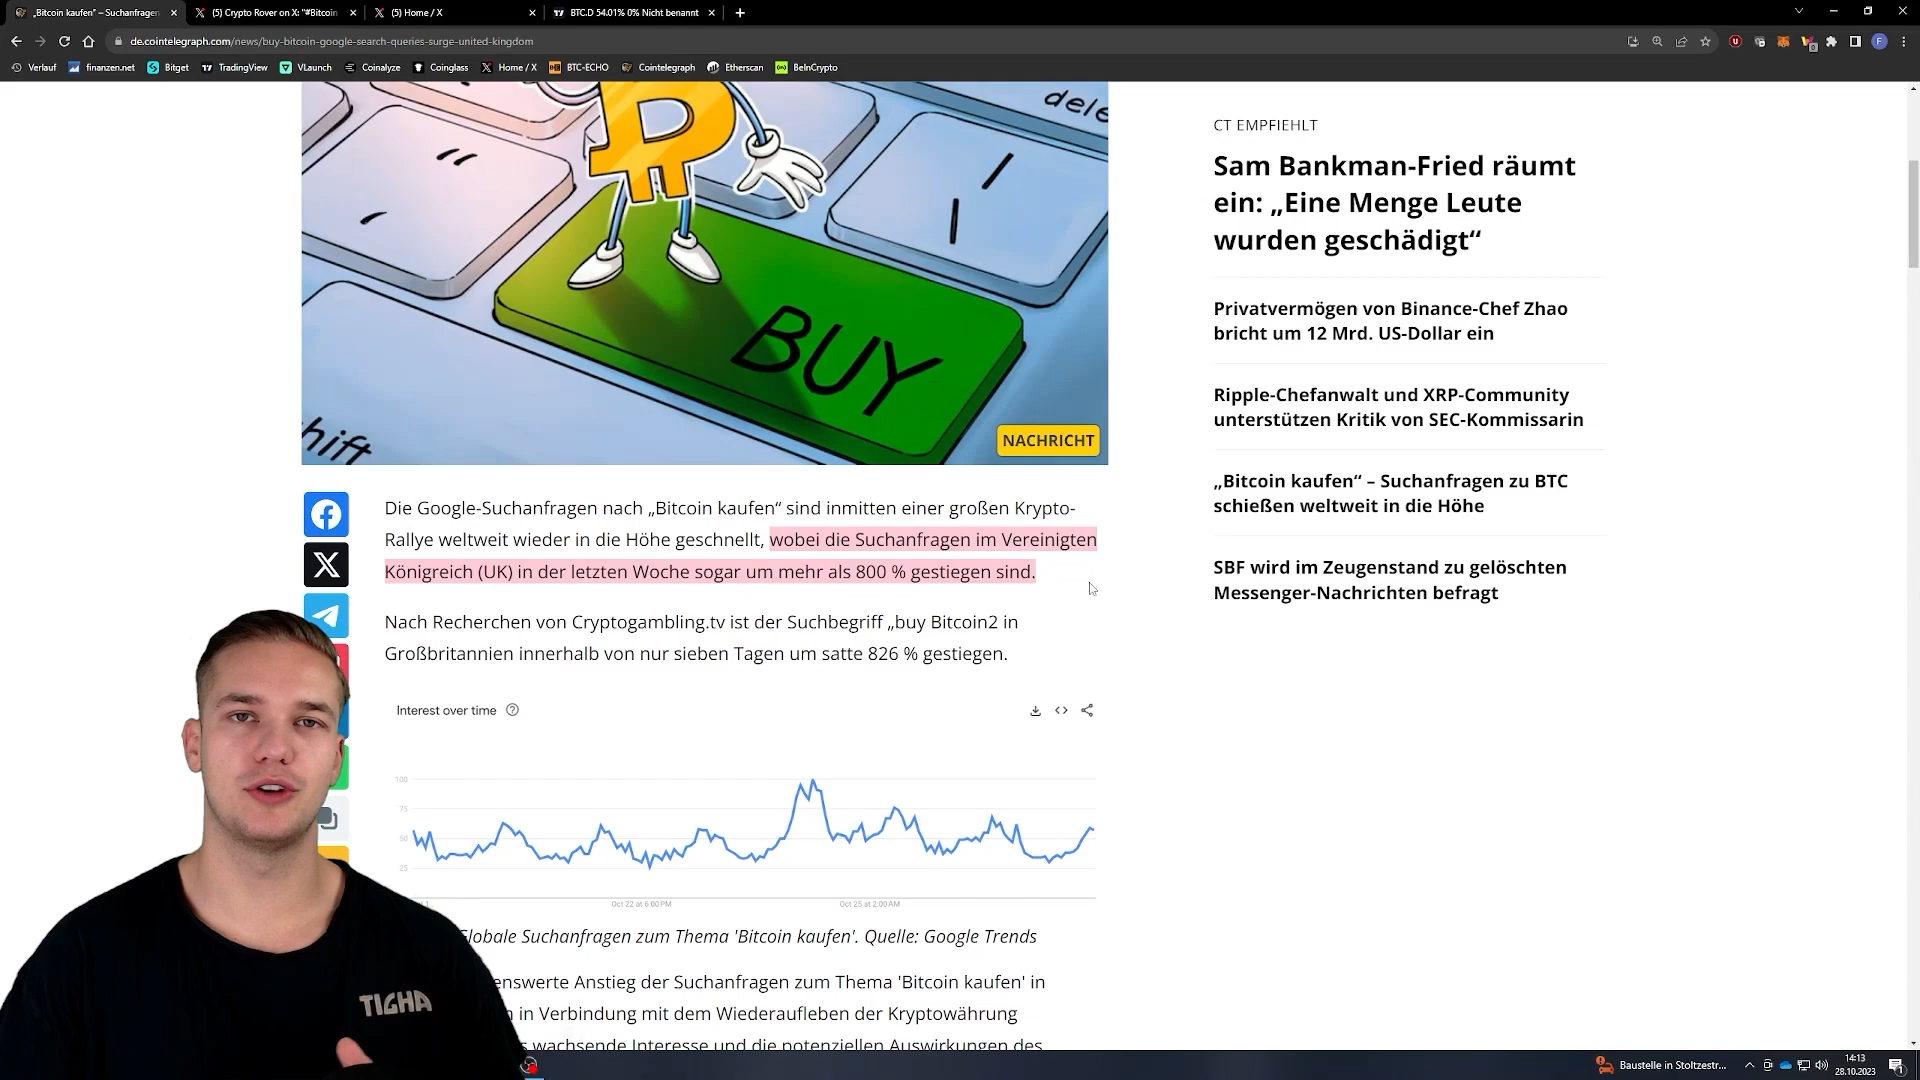 „Bitcoin kaufen" – Suchanfragen
(5) Crypto Rover on X: "#Bitcoin
(5) Home / X
BTC.D 54.01% 0% Nicht benannt
de.cointelegraph.com/news/buy-bitcoin-google-search-queries-surge-united-kingdom
Verlauf
finanzen.net
Bitget
TradingView
VLaunch
Coinalyze
Coinglass
Home / X
BTC-ECHO
Cointelegraph
Etherscan
BeInCrypto
dele
BUY
hift
NACHRICHT
Die Google-Suchanfragen nach „Bitcoin kaufen“ sind inmitten einer großen Krypto-
Rallye weltweit wieder in die Höhe geschnellt, wobei die Suchanfragen im Vereinigten
Königreich (UK) in der letzten Woche sogar um mehr als 800 % gestiegen sind.
Nach Recherchen von Cryptogambling.tv ist der Suchbegriff „buy Bitcoin2 in
Großbritannien innerhalb von nur sieben Tagen um satte 826 % gestiegen.
Interest over time
100
75
50
25
Oct 22 at 6:00 PM
Oct 25 at 2:00 AM
Globale Suchanfragen zum Thema 'Bitcoin kaufen'. Quelle: Google Trends
enswerte Anstieg der Suchanfragen zum Thema 'Bitcoin kaufen' in
n in Verbindung mit dem Wiederaufleben der Kryptowährung
s wachsende Interesse und die potenziellen Auswirkungen des
CT EMPFIEHLT
Sam Bankman-Fried räumt
ein: „Eine Menge Leute
wurden geschädigt“
Privatvermögen von Binance-Chef Zhao
bricht um 12 Mrd. US-Dollar ein
Ripple-Chefanwalt und XRP-Community
unterstützen Kritik von SEC-Kommissarin
„Bitcoin kaufen“ – Suchanfragen zu BTC
schießen weltweit in die Höhe
SBF wird im Zeugenstand zu gelöschten
Messenger-Nachrichten befragt
TIGHA
Baustelle in Stoltzestr...
14:13
28.10.2023